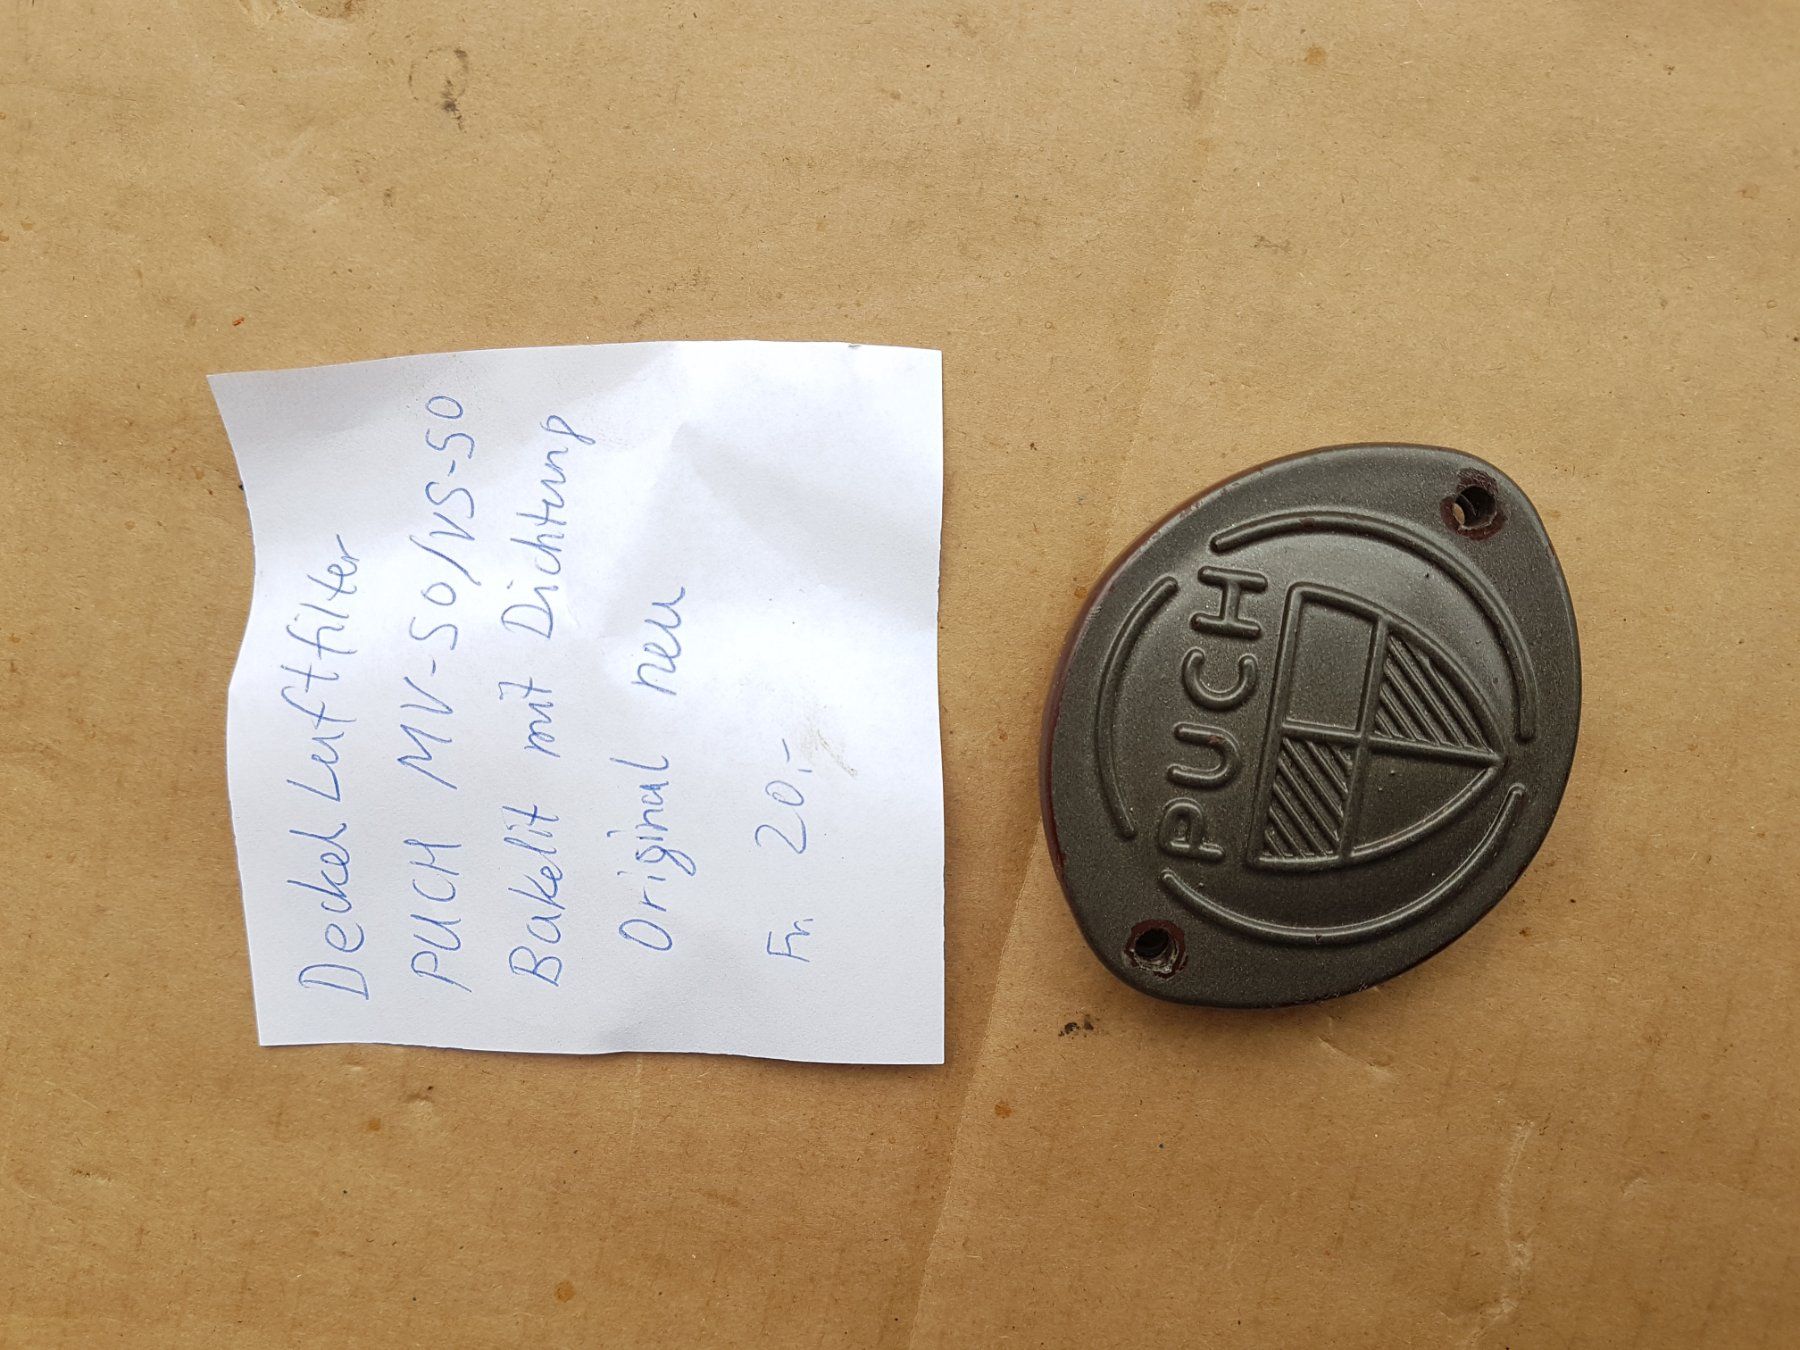 Deckel Luftfilter
PUCH MV-50/VS-50
Bakelit mit Dichtung
Original neu
Fr. 20.-
PUCH